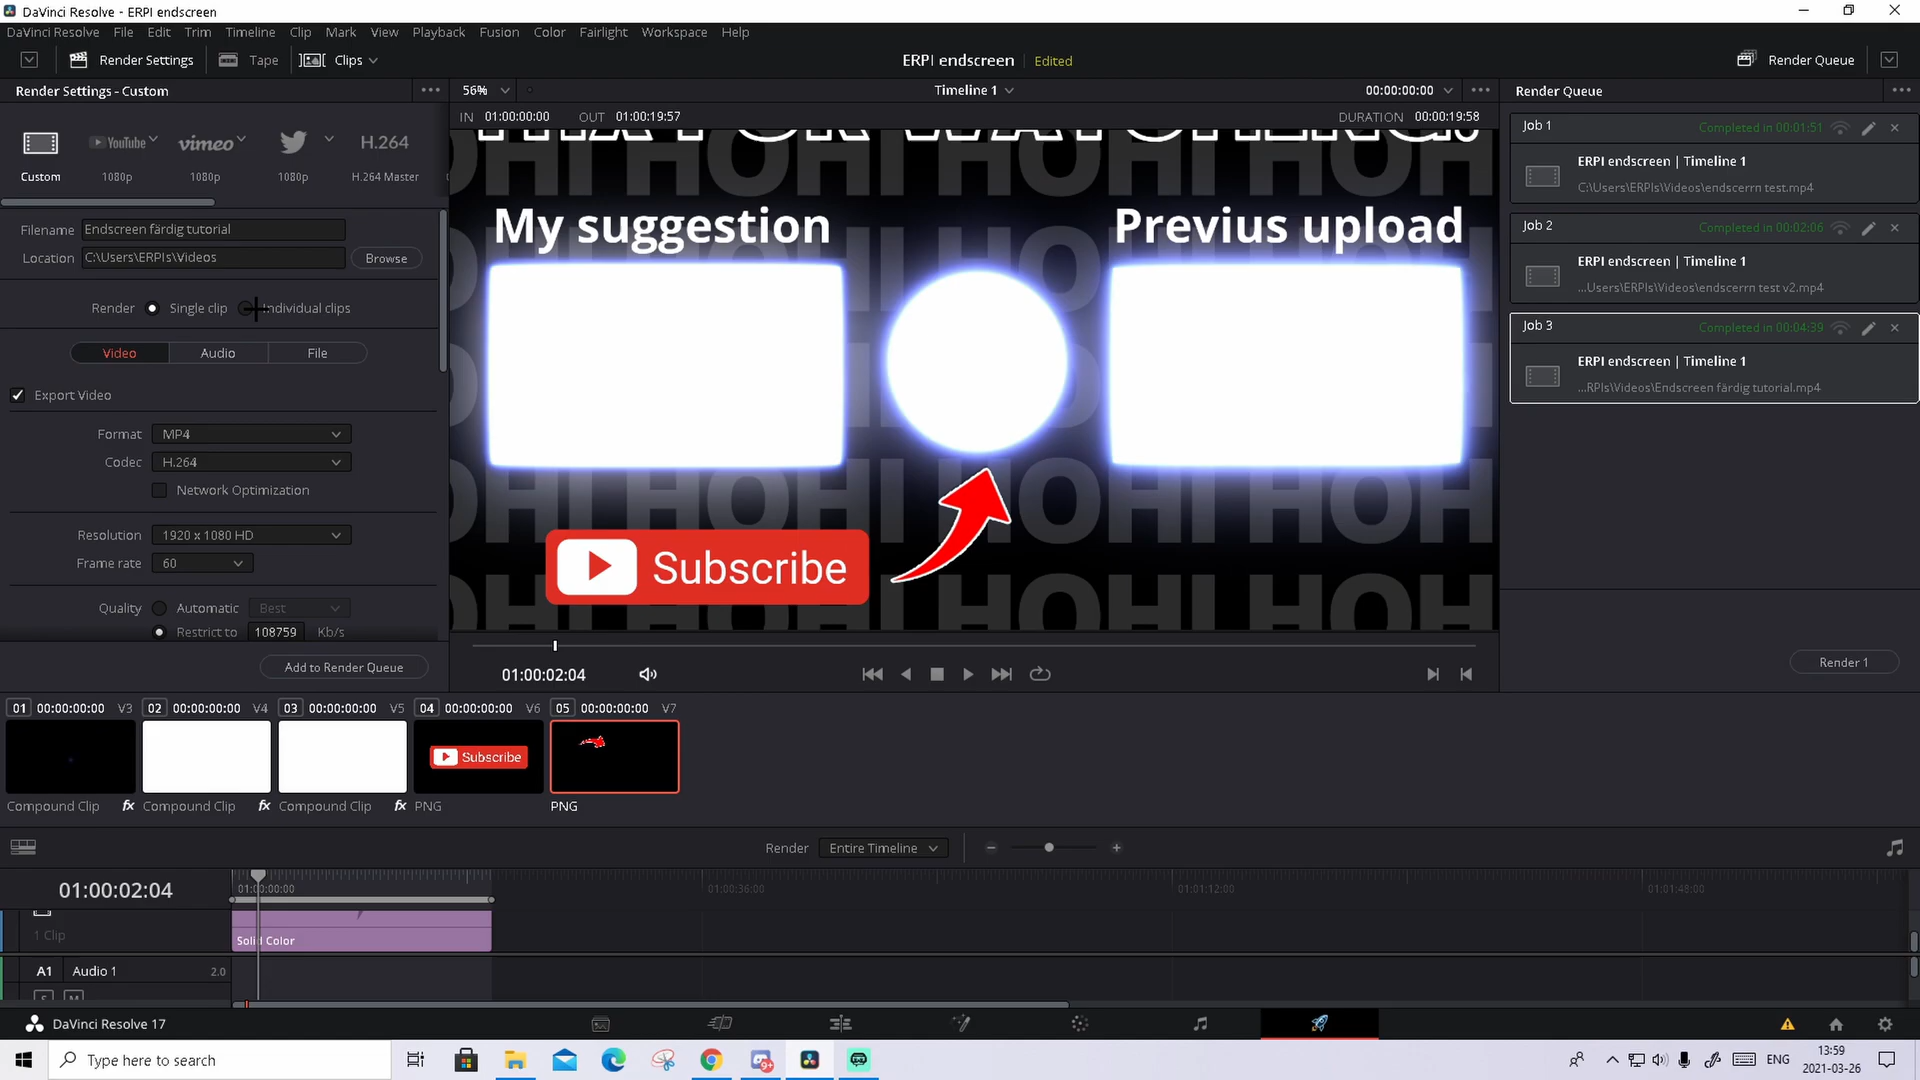 DaVinci Resolve - ERPI endscreen
DaVinci Resolve File Edit Trim Timeline Clip Mark View Playback Fusion Color Fairlight Workspace Help
Render Settings Tape Clips ERPI endscreen Edited Render Queue
Render Settings - Custom 56% Timeline 1 00:00:00:00 Render Queue
IN 01:00:00:00 OUT 01:00:19:57 DURATION 00:00:19:58
YouTube vimeo H.264
Custom 1080p 1080p 1080p H.264 Master
Filename Endscreen färdig tutorial
Location C:\Users\ERPIs\Videos Browse
Render Single clip Individual clips
Video Audio File
Export Video
Format MP4
Codec H.264
Network Optimization
Resolution 1920 x 1080 HD
Frame rate 60
Quality Automatic Best
Restrict to 108759 Kb/s
Add to Render Queue
My suggestion Previus upload
Subscribe
01:00:02:04
Job 1 Completed in 00:01:51
ERPI endscreen | Timeline 1
C:\Users\ERPIs\Videos\endscerrn test.mp4
Job 2 Completed in 00:02:06
ERPI endscreen | Timeline 1
...Users\ERPIs\Videos\endscerrn test v2.mp4
Job 3 Completed in 00:04:39
ERPI endscreen | Timeline 1
...RPIs\Videos\Endscreen färdig tutorial.mp4
Render 1
01 00:00:00:00 V3 02 00:00:00:00 V4 03 00:00:00:00 V5 04 00:00:00:00 V6 05 00:00:00:00 V7
Subscribe
Compound Clip fx Compound Clip fx Compound Clip fx PNG PNG
Render Entire Timeline
01:00:02:04 01:00:00:00 01:00:36:00 01:01:12:00 01:01:48:00
1 Clip Solid Color
A1 Audio 1 2.0
S M
DaVinci Resolve 17
Type here to search ENG 13:59
2021-03-26